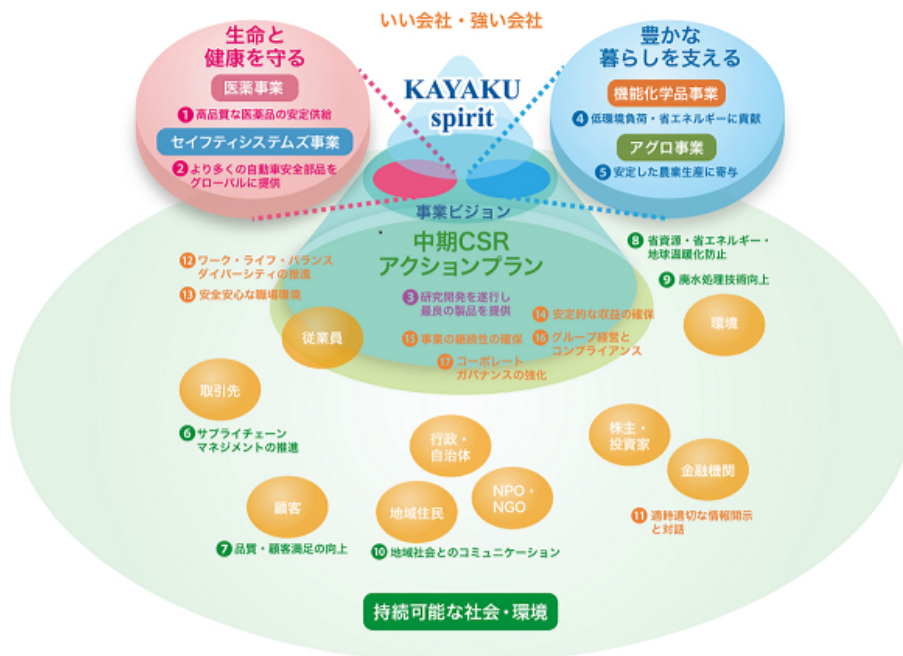 いい会社・強い会社
生命と
健康を守る
医薬事業
❶高品質な医薬品の安定供給
セイフティシステムズ事業
❷より多くの自動車安全部品を
グローバルに提供
KAYAKU
spirit
豊かな
暮らしを支える
機能化学品事業
❹低環境負荷・省エネルギーに貢献
アグロ事業
❺安定した農業生産に寄与
事業ビジョン
中期CSR
アクションプラン
❸研究開発を遂行し
最良の製品を提供
⓮安定的な収益の確保
⓯事業の継続性の確保
⓰グループ経営と
コンプライアンス
⓱コーポレート
ガバナンスの強化
⓬ワーク・ライフ・バランス
ダイバーシティの推進
⓭安全安心な職場環境
従業員
❽省資源・省エネルギー・
地球温暖化防止
❾廃水処理技術向上
環境
取引先
❻サプライチェーン
マネジメントの推進
顧客
❼品質・顧客満足の向上
行政・
自治体
地域住民
NPO・
NGO
❿地域社会とのコミュニケーション
株主・
投資家
金融機関
⓫適時適切な情報開示
と対話
持続可能な社会・環境